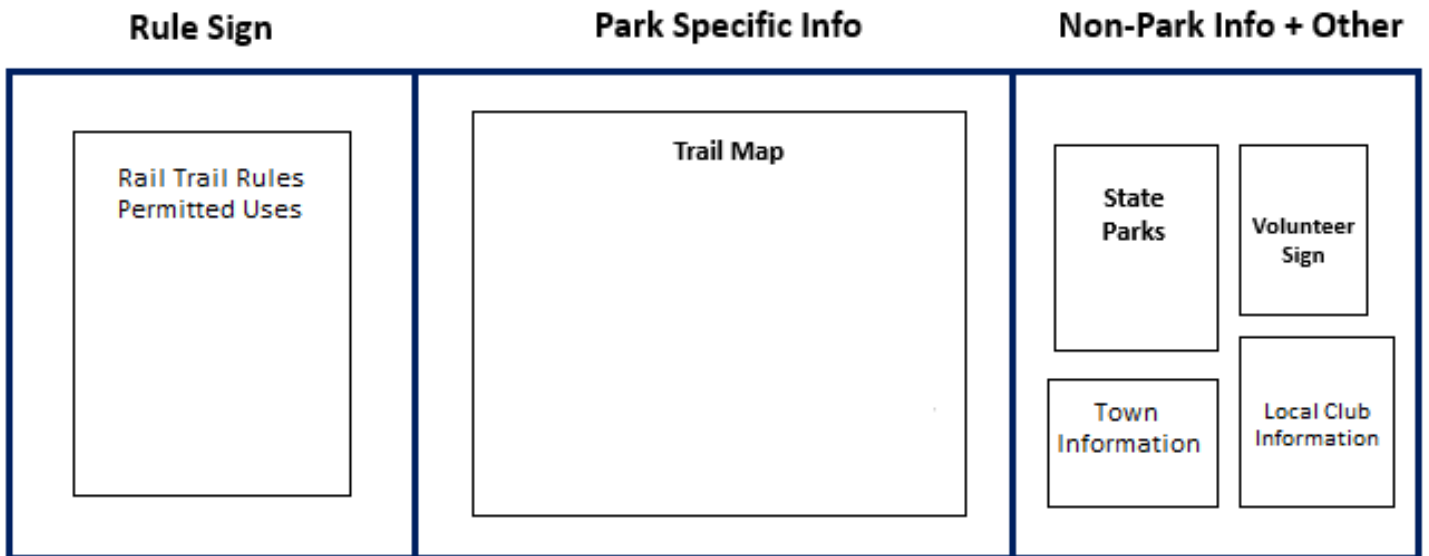 Rule Sign
Park Specific Info
Non-Park Info + Other
Rail Trail Rules
Permitted Uses
Trail Map
State
Parks
Volunteer
Sign
Town
Information
Local Club
Information